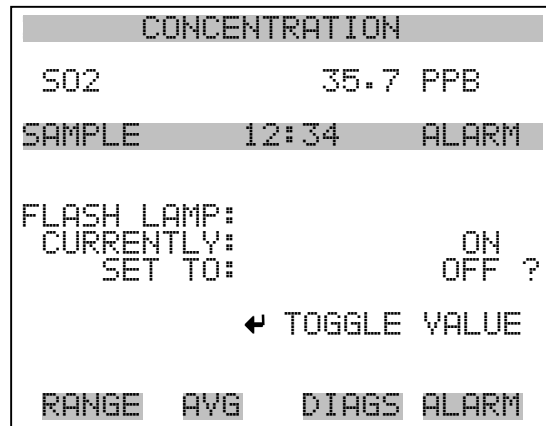 CONCENTRATION
SO2 35.7 PPB
SAMPLE 12:34 ALARM
FLASH LAMP:
CURRENTLY: ON
SET TO: OFF ?
↵ TOGGLE VALUE
RANGE AVG DIAGS ALARM